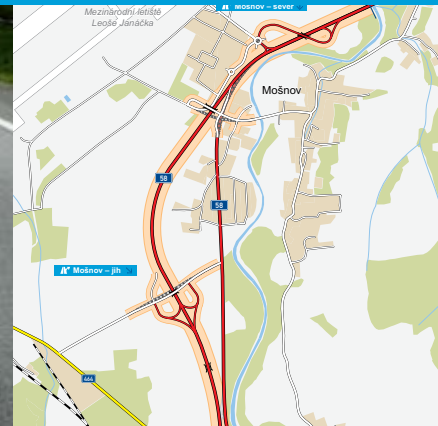 Mošnov – sever
Mezinárodní letiště
Leoše Janáčka
Mošnov
58
58
Mošnov – jih
464